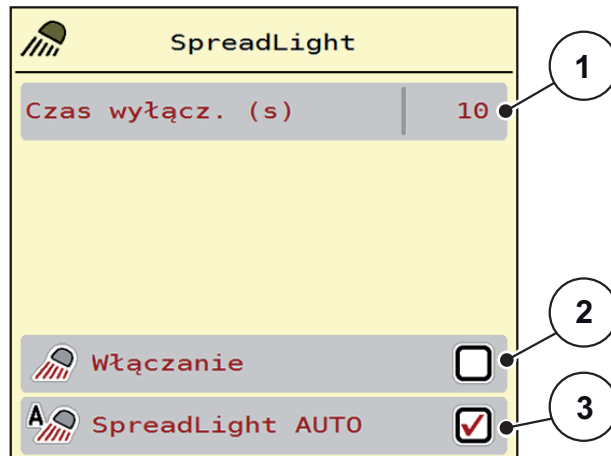 SpreadLight
1
Czas wyłącz. (s) 10
2
Włączanie
A
SpreadLight AUTO
3